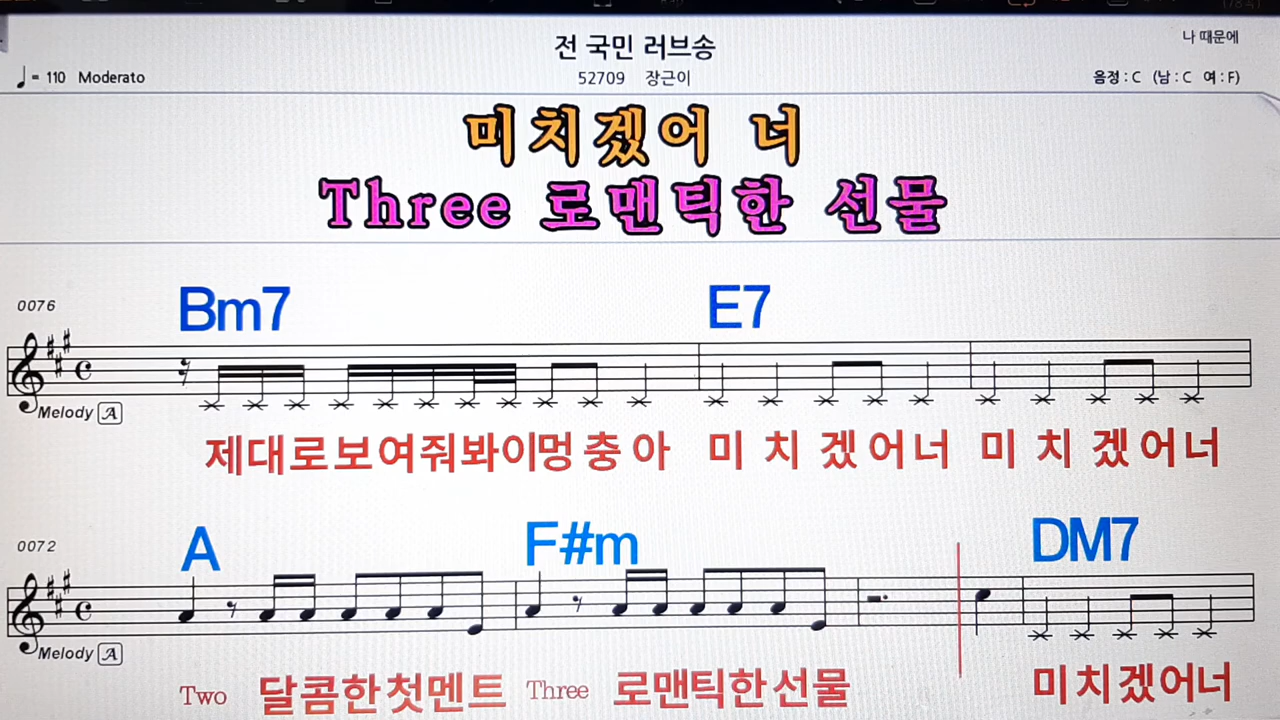 전 국민 러브송
나 때문에
♩= 110 Moderato
52709 장근이
음정 : C (남 : C 여 : F)
미치겠어 너
Three 로맨틱한 선물
0076
Bm7 E7
Melody A
제대로보여줘봐이멍충아 미치겠어너 미치겠어너
0072
A F#m DM7
Melody A
Two 달콤한첫멘트 Three 로맨틱한선물 미치겠어너